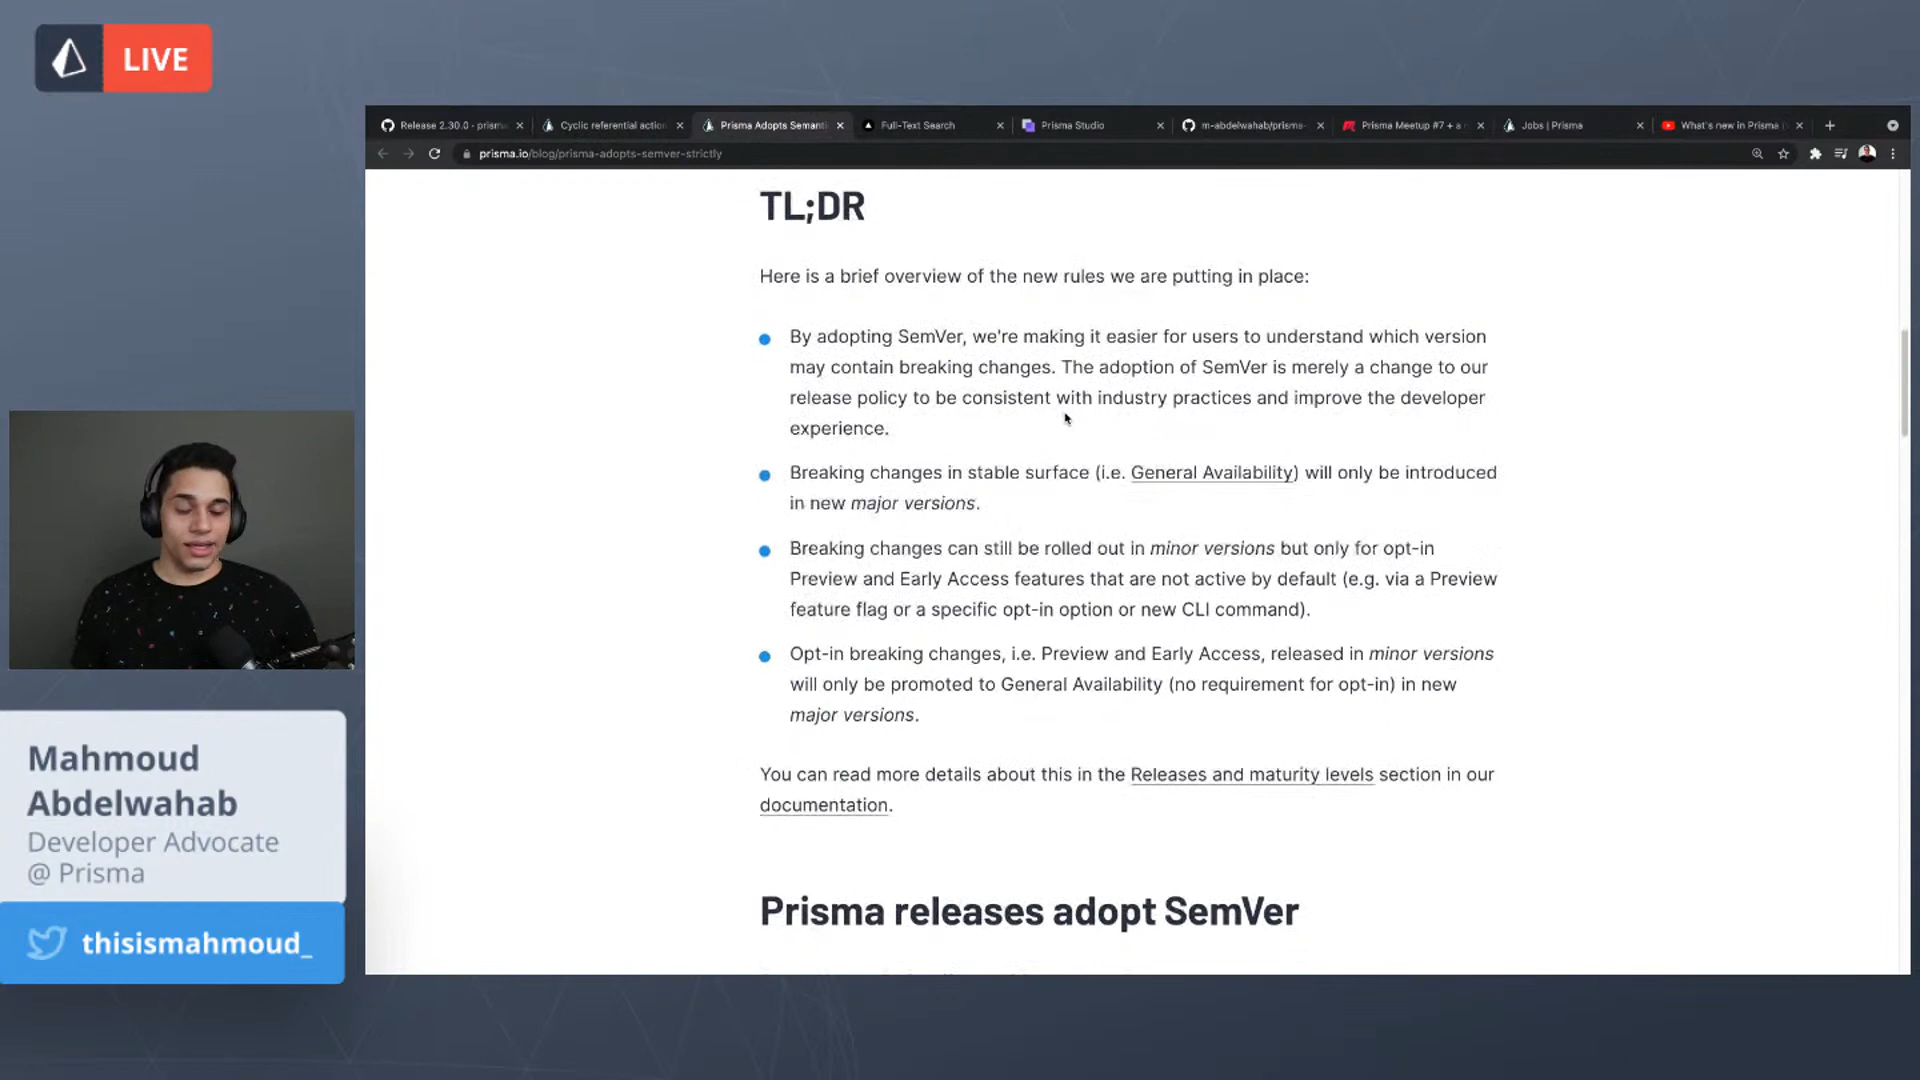 LIVE
Release 2.30.0 · prisma
Cyclic referential action
Prisma Adopts Semanti
Full-Text Search
Prisma Studio
m-abdelwahab/prisma-
Prisma Meetup #7 + a
Jobs | Prisma
What's new in Prisma (
prisma.io/blog/prisma-adopts-semver-strictly
TL;DR
Here is a brief overview of the new rules we are putting in place:
By adopting SemVer, we're making it easier for users to understand which version
may contain breaking changes. The adoption of SemVer is merely a change to our
release policy to be consistent with industry practices and improve the developer
experience.
Breaking changes in stable surface (i.e. General Availability) will only be introduced
in new major versions.
Breaking changes can still be rolled out in minor versions but only for opt-in
Preview and Early Access features that are not active by default (e.g. via a Preview
feature flag or a specific opt-in option or new CLI command).
Opt-in breaking changes, i.e. Preview and Early Access, released in minor versions
will only be promoted to General Availability (no requirement for opt-in) in new
major versions.
You can read more details about this in the Releases and maturity levels section in our
documentation.
Prisma releases adopt SemVer
Mahmoud
Abdelwahab
Developer Advocate
@ Prisma
thisismahmoud_